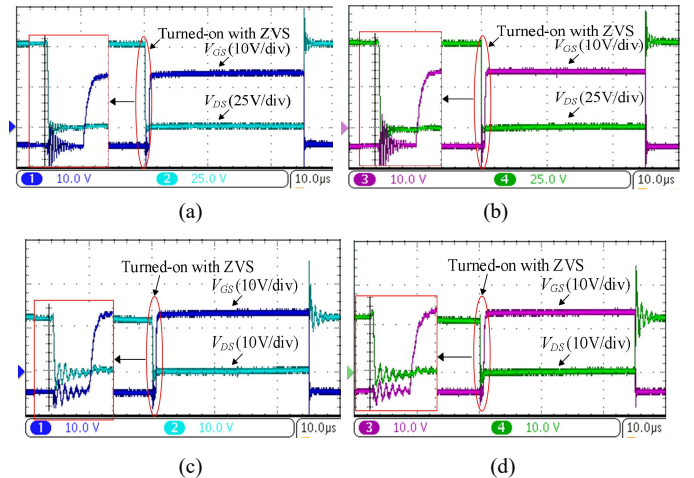 Turned-on with ZVS
VGS(10V/div)
VDS(25V/div)
1 10.0 V 2 25.0 V 10.0µs
(a)
Turned-on with ZVS
VGS(10V/div)
VDS(25V/div)
3 10.0 V 4 25.0 V 10.0µs
(b)
Turned-on with ZVS
VGS(10V/div)
VDS(10V/div)
1 10.0 V 2 10.0 V 10.0µs
(c)
Turned-on with ZVS
VGS(10V/div)
VDS(10V/div)
3 10.0 V 4 10.0 V 10.0µs
(d)